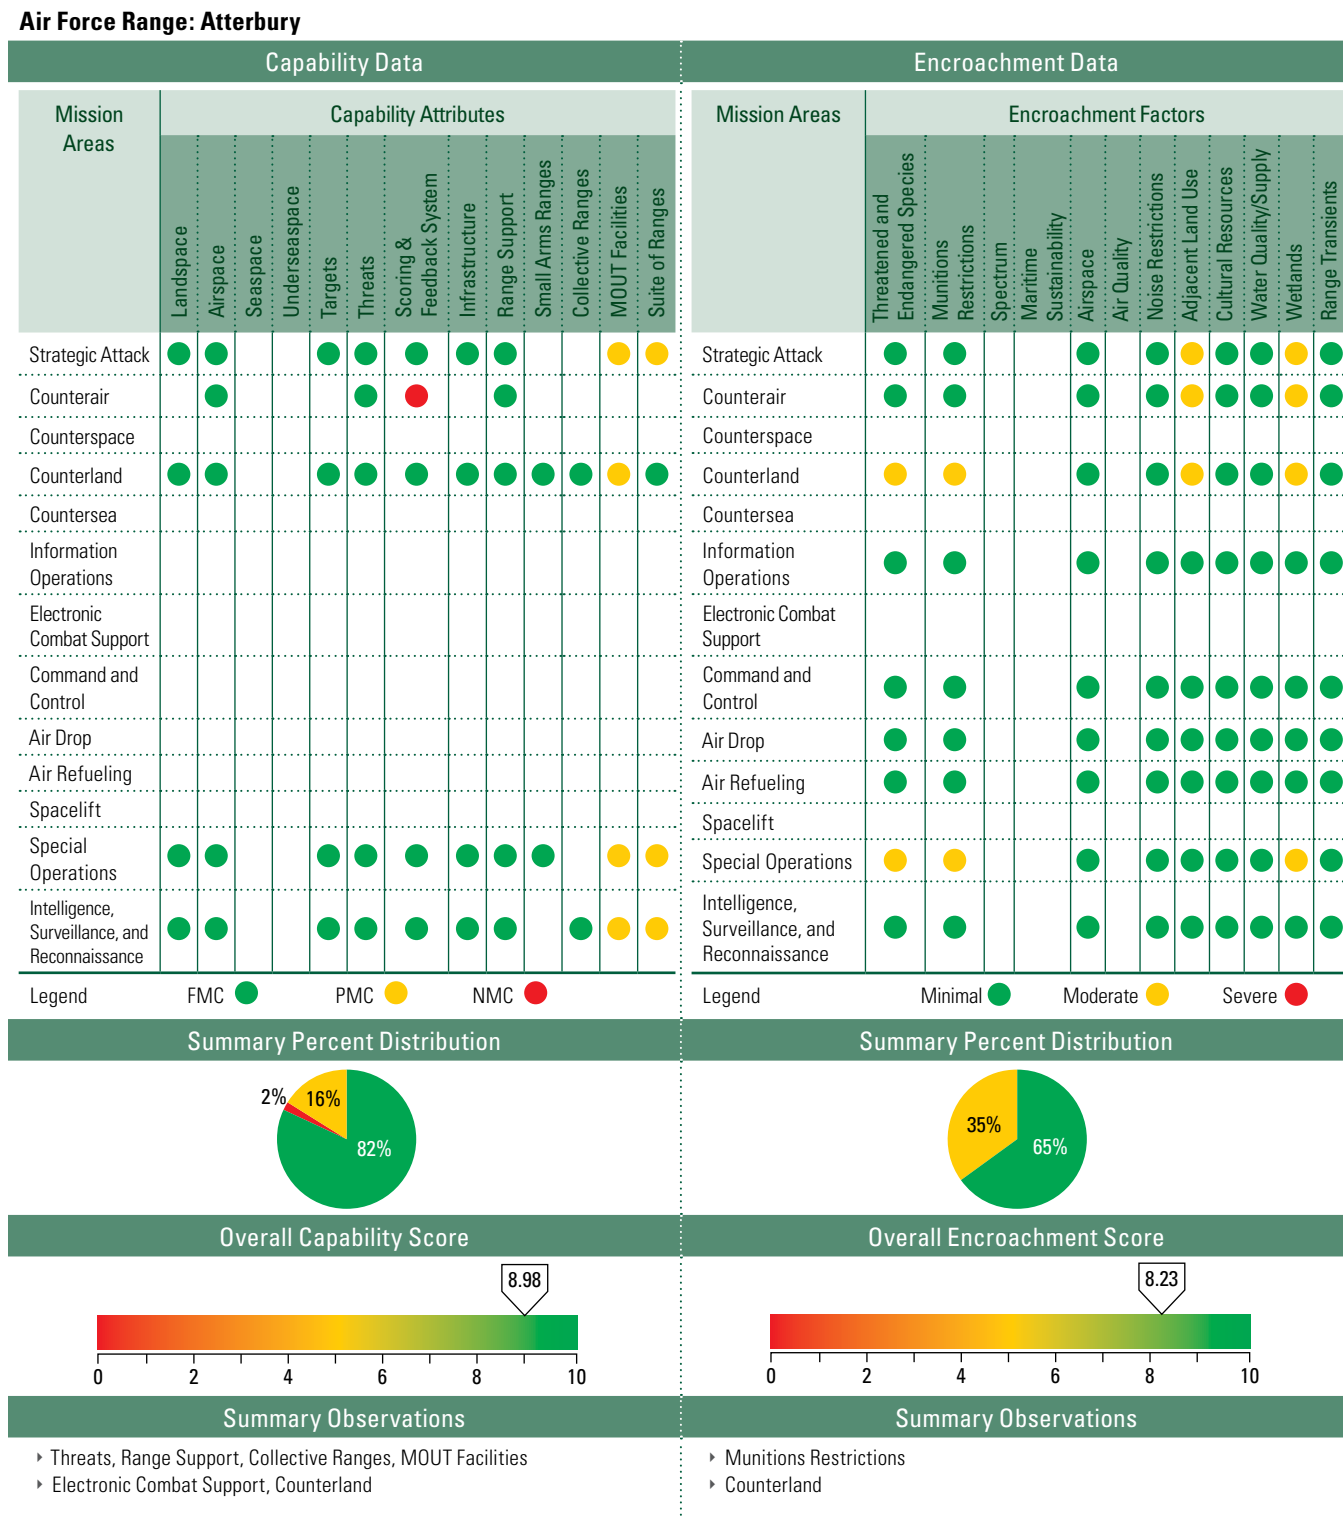 Air Force Range: Atterbury
Capability Data
Mission
Areas
Capability Attributes
Landspace
Airspace
Seaspace
Underseaspace
Targets
Threats
Scoring &
Feedback System
Infrastructure
Range Support
Small Arms Ranges
Collective Ranges
MOUT Facilities
Suite of Ranges
Strategic Attack
Counterair
Counterspace
Counterland
Countersea
Information
Operations
Electronic
Combat Support
Command and
Control
Air Drop
Air Refueling
Spacelift
Special
Operations
Intelligence,
Surveillance, and
Reconnaissance
Legend FMC PMC NMC
Summary Percent Distribution
2%
16%
82%
Overall Capability Score
8.98
0 2 4 6 8 10
Summary Observations
Threats, Range Support, Collective Ranges, MOUT Facilities
Electronic Combat Support, Counterland
Encroachment Data
Mission Areas
Encroachment Factors
Threatened and
Endangered Species
Munitions
Restrictions
Spectrum
Maritime
Sustainability
Airspace
Air Quality
Noise Restrictions
Adjacent Land Use
Cultural Resources
Water Quality/Supply
Wetlands
Range Transients
Strategic Attack
Counterair
Counterspace
Counterland
Countersea
Information
Operations
Electronic Combat
Support
Command and
Control
Air Drop
Air Refueling
Spacelift
Special Operations
Intelligence,
Surveillance, and
Reconnaissance
Legend Minimal Moderate Severe
Summary Percent Distribution
35%
65%
Overall Encroachment Score
8.23
0 2 4 6 8 10
Summary Observations
Munitions Restrictions
Counterland